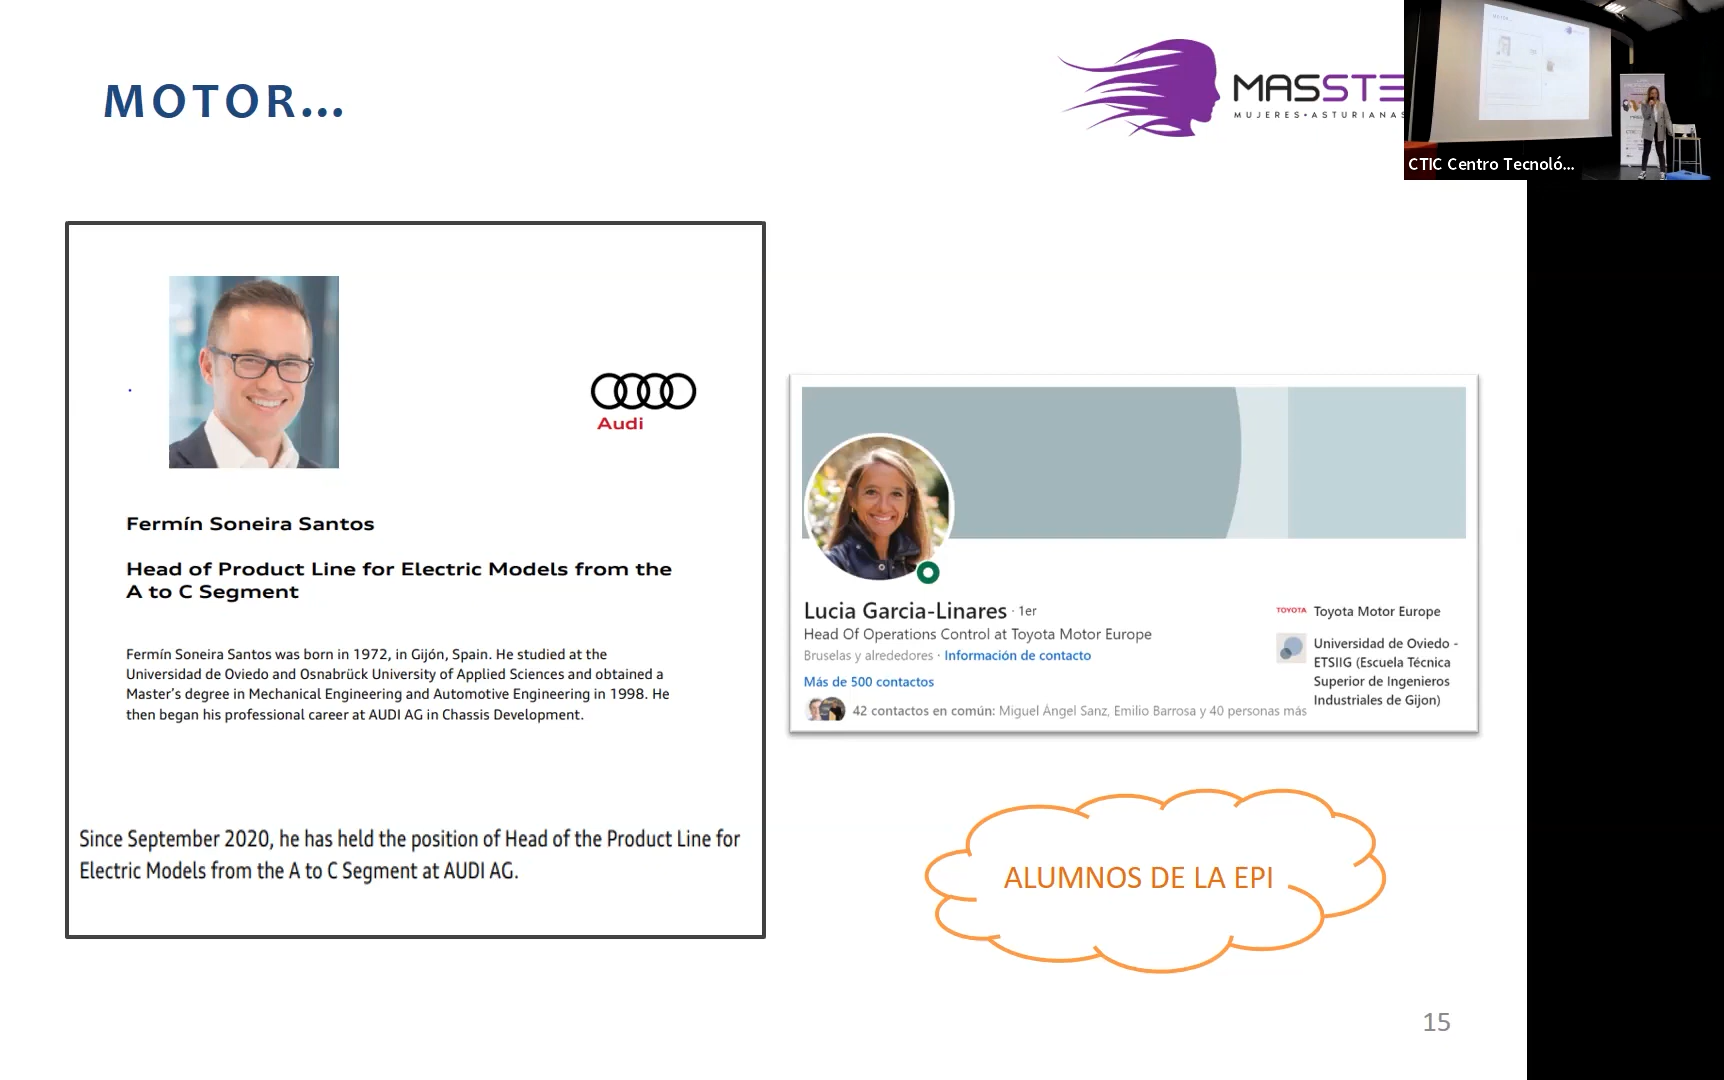 MOTOR...
MASSTE
MUJERES•ASTURIANAS
CTIC Centro Tecnoló...
Audi
Fermín Soneira Santos
Head of Product Line for Electric Models from the
A to C Segment
Fermín Soneira Santos was born in 1972, in Gijón, Spain. He studied at the
Universidad de Oviedo and Osnabrück University of Applied Sciences and obtained a
Master's degree in Mechanical Engineering and Automotive Engineering in 1998. He
then began his professional career at AUDI AG in Chassis Development.
Since September 2020, he has held the position of Head of the Product Line for
Electric Models from the A to C Segment at AUDI AG.
Lucia Garcia-Linares · 1er
Head Of Operations Control at Toyota Motor Europe
Bruselas y alrededores · Información de contacto
Más de 500 contactos
42 contactos en común: Miguel Ángel Sanz, Emilio Barrosa y 40 personas más
TOYOTA Toyota Motor Europe
Universidad de Oviedo -
ETSIIG (Escuela Técnica
Superior de Ingenieros
Industriales de Gijon)
ALUMNOS DE LA EPI
15